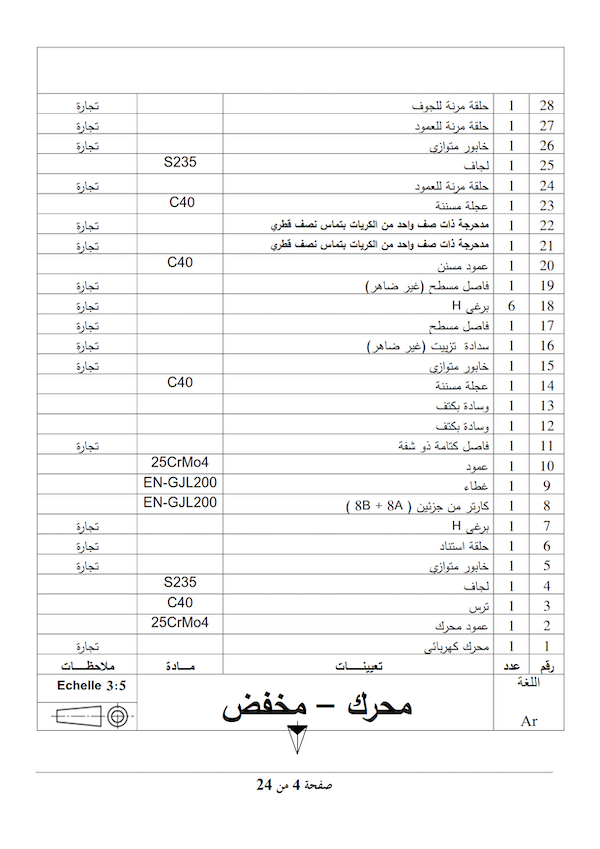 28 1 حلقة مرنة للجوف تجارة
27 1 حلقة مرنة للعمود تجارة
26 1 خابور متوازي تجارة
25 1 لجاف S235
24 1 حلقة مرنة للعمود تجارة
23 1 عجلة مسننة C40
22 1 مدحرجة ذات صف واحد من الكريات بتماس نصف قطري تجارة
21 1 مدحرجة ذات صف واحد من الكريات بتماس نصف قطري تجارة
20 1 عمود مسنن C40
19 1 فاصل مسطح (غير ضاهر) تجارة
18 6 برغي H تجارة
17 1 فاصل مسطح تجارة
16 1 سدادة تزييت (غير ضاهر) تجارة
15 1 خابور متوازي تجارة
14 1 عجلة مسننة C40
13 1 وسادة بكتف
12 1 وسادة بكتف
11 1 فاصل كتامة ذو شفة تجارة
10 1 عمود 25CrMo4
9 1 غطاء EN-GJL200
8 1 كارتر من جزئين ( 8B + 8A ) EN-GJL200
7 1 برغي H تجارة
6 1 حلقة استناد تجارة
5 1 خابور متوازي تجارة
4 1 لجاف S235
3 1 ترس C40
2 1 عمود محرك 25CrMo4
1 1 محرك كهربائي تجارة
رقم عدد تعيينــات مــادة ملاحظــات
اللغة
Ar
محرك – مخفض
Echelle 3:5
صفحة 4 من 24